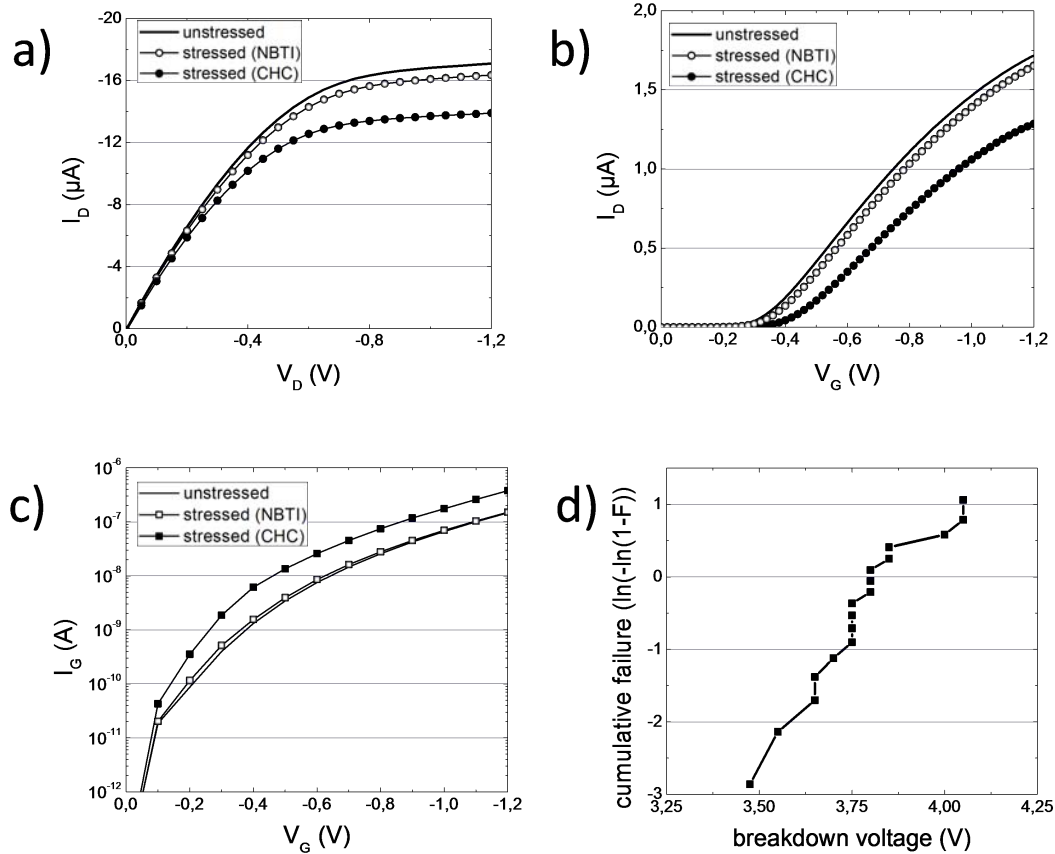 a)
unstressed
stressed (NBTI)
stressed (CHC)
-20
-16
-12
-8
-4
0
I_D (µA)
0,0 -0,4 -0,8 -1,2
V_D (V)
b)
unstressed
stressed (NBTI)
stressed (CHC)
2,0
1,5
1,0
0,5
0,0
I_D (µA)
0,0 -0,2 -0,4 -0,6 -0,8 -1,0 -1,2
V_G (V)
c)
unstressed
stressed (NBTI)
stressed (CHC)
10^-6
10^-7
10^-8
10^-9
10^-10
10^-11
10^-12
I_G (A)
0,0 -0,2 -0,4 -0,6 -0,8 -1,0 -1,2
V_G (V)
d)
1
0
-1
-2
-3
cumulative failure (ln(-ln(1-F))
3,25 3,50 3,75 4,00 4,25
breakdown voltage (V)